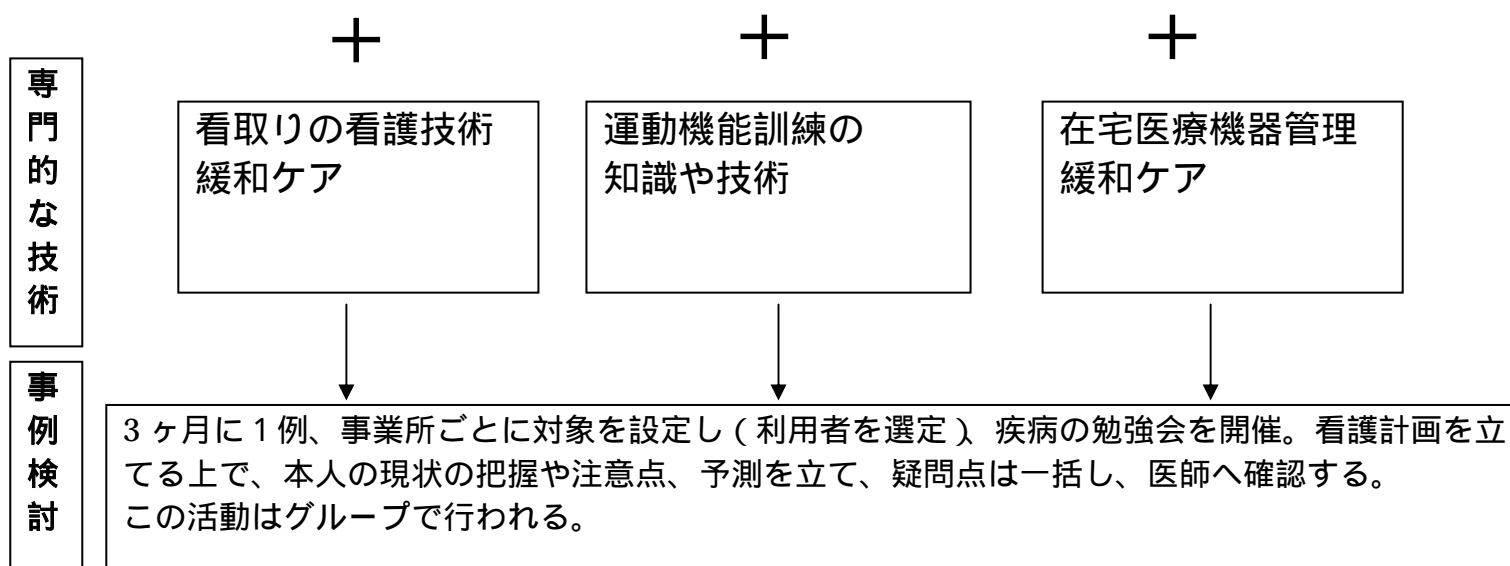 ＋ ＋ ＋
専門的な技術
看取りの看護技術
緩和ケア
運動機能訓練の
知識や技術
在宅医療機器管理
緩和ケア
事例検討
3ヶ月に1例、事業所ごとに対象を設定し（利用者を選定）、疾病の勉強会を開催。看護計画を立
てる上で、本人の現状の把握や注意点、予測を立て、疑問点は一括し、医師へ確認する。
この活動はグループで行われる。